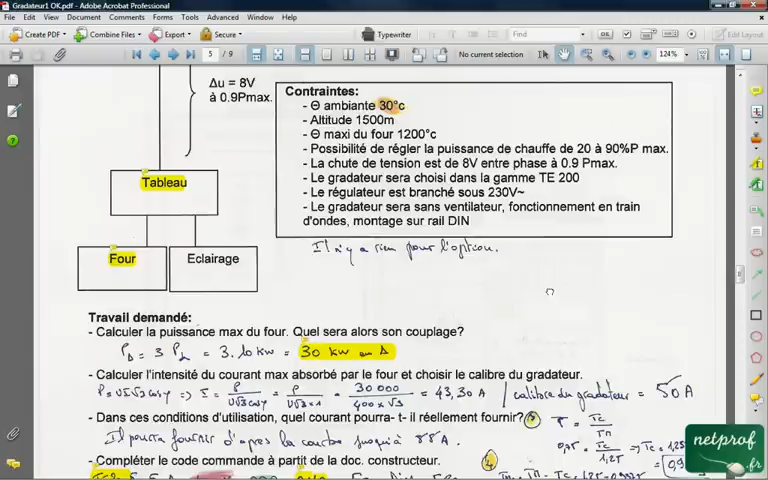 Gradateur1 OK.pdf - Adobe Acrobat Professional
File Edit View Document Comments Forms Tools Advanced Window Help
Create PDF Combine Files Export Secure Typewriter No current selection Find Edit Layout
5 / 9 124%
Δu = 8V
à 0.9Pmax.
Contraintes:
- Θ ambiante 30°c
- Altitude 1500m
- Θ maxi du four 1200°c
- Possibilité de régler la puissance de chauffe de 20 à 90%P max.
- La chute de tension est de 8V entre phase à 0.9 Pmax.
- Le gradateur sera choisi dans la gamme TE 200
- Le régulateur est branché sous 230V~
- Le gradateur sera sans ventilateur, fonctionnement en train
d'ondes, montage sur rail DIN
Tableau
Four
Eclairage
Il n'y a rien pour l'option.
Travail demandé:
- Calculer la puissance max du four. Quel sera alors son couplage?
= 3. 10 kw = 30 kw en Δ
- Calculer l'intensité du courant max absorbé par le four et choisir le calibre du gradateur.
P = UI√3 cosφ => I = P / U√3 cosφ = P / U√3 x 1 = 30 000 / 400 x √3 = 43,30 A / calibre du gradateur = 50A
- Dans ces conditions d'utilisation, quel courant pourra- t- il réellement fournir?
Il pourra fournir d'après la courbe jusqu'à 88A.
- Compléter le code commande à partir de la doc. constructeur.
netprof
.fr